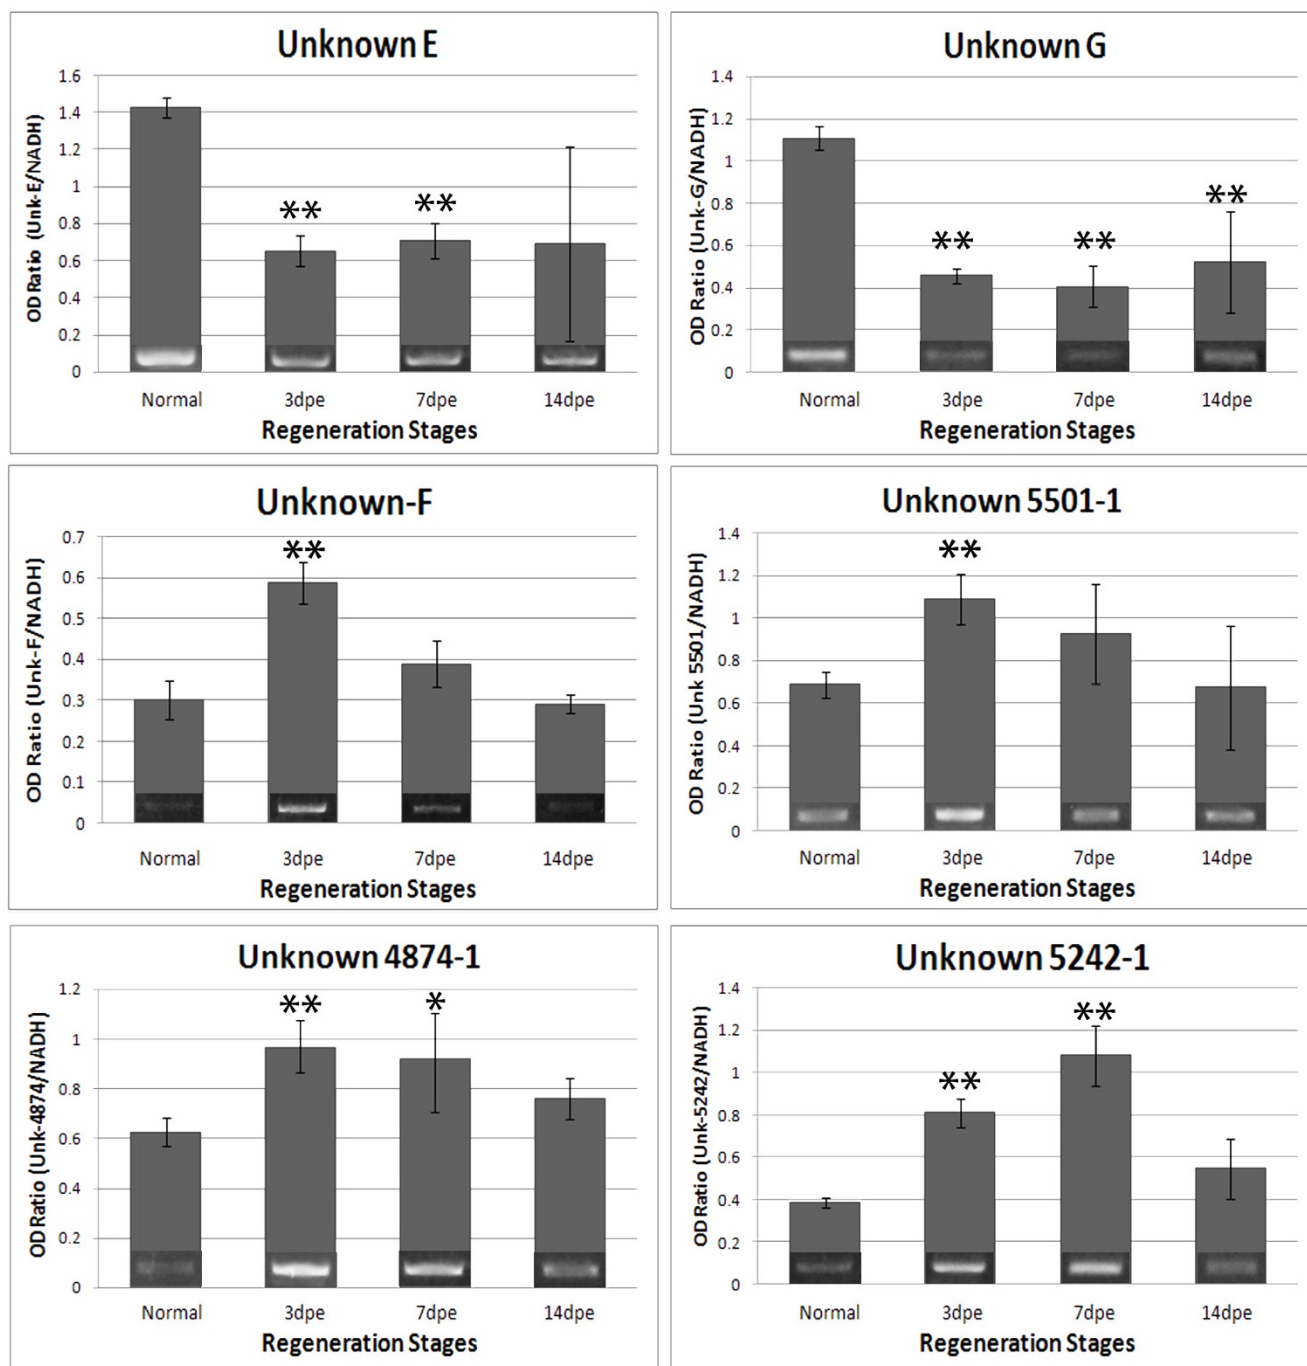 Unknown E
OD Ratio (Unk-E/NADH)
1.6
1.4
1.2
1
0.8
0.6
0.4
0.2
0
** **
Normal 3dpe 7dpe 14dpe
Regeneration Stages
Unknown G
OD Ratio (Unk-G/NADH)
1.4
1.2
1
0.8
0.6
0.4
0.2
0
** ** **
Normal 3dpe 7dpe 14dpe
Regeneration Stages
Unknown-F
OD Ratio (Unk-F/NADH)
0.7
0.6
0.5
0.4
0.3
0.2
0.1
0
**
Normal 3dpe 7dpe 14dpe
Regeneration Stages
Unknown 5501-1
OD Ratio (Unk 5501/NADH)
1.4
1.2
1
0.8
0.6
0.4
0.2
0
**
Normal 3dpe 7dpe 14dpe
Regeneration Stages
Unknown 4874-1
OD Ratio (Unk-4874/NADH)
1.2
1
0.8
0.6
0.4
0.2
0
** *
Normal 3dpe 7dpe 14dpe
Regeneration Stages
Unknown 5242-1
OD Ratio (Unk-5242/NADH)
1.4
1.2
1
0.8
0.6
0.4
0.2
0
** **
Normal 3dpe 7dpe 14dpe
Regeneration Stages